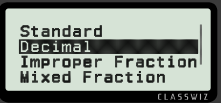 Standard
Decimal
Improper Fraction
Mixed Fraction
CLASSWIZ